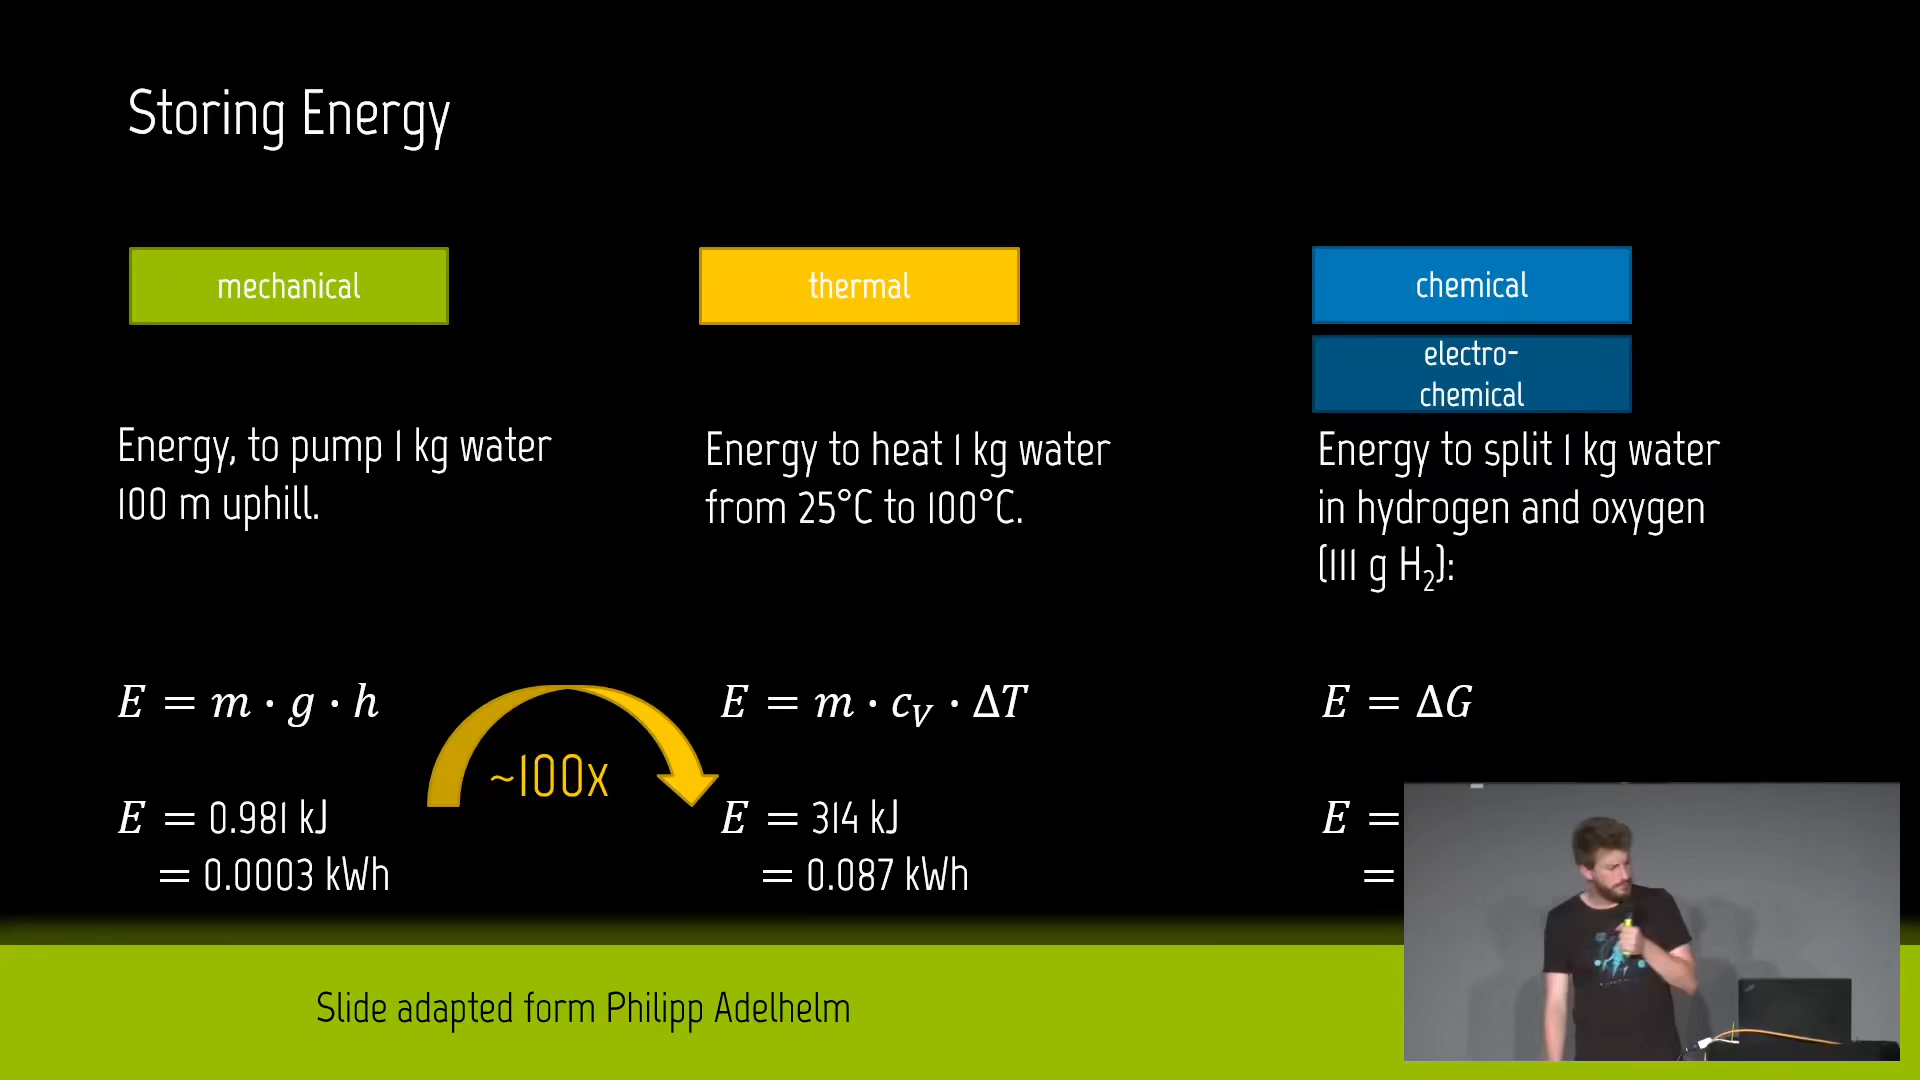 Storing Energy
mechanical
Energy, to pump 1 kg water
100 m uphill.
E = m · g · h
E = 0.981 kJ
= 0.0003 kWh
~100x
thermal
Energy to heat 1 kg water
from 25°C to 100°C.
E = m · c_V · ΔT
E = 314 kJ
= 0.087 kWh
chemical
electro-
chemical
Energy to split 1 kg water
in hydrogen and oxygen
(111 g H₂):
E = ΔG
E =
=
Slide adapted form Philipp Adelhelm